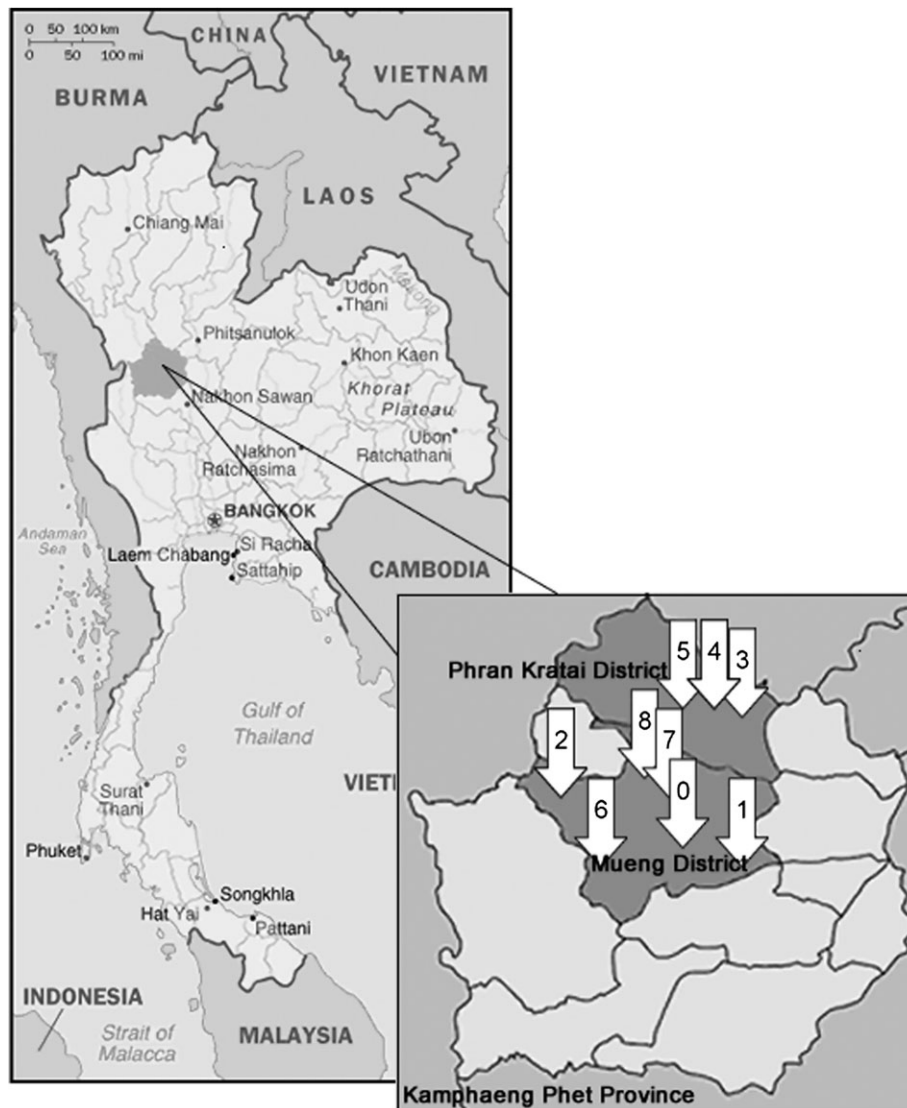 0 50 100 km
0 50 100 mi
CHINA
VIETNAM
BURMA
LAOS
Chiang Mai
Mekong
Udon
Thani
Phitsanulok
Khon Kaen
Khorat
Plateau
Nakhon Sawan
Ubon
Ratchathani
Nakhon
Ratchasima
BANGKOK
Andaman
Sea
Si Racha
Laem Chabang
Sattahip
CAMBODIA
Gulf of
Thailand
VIET
Surat
Thani
Phuket
Songkhla
Hat Yai
Pattani
INDONESIA
Strait of
Malacca
MALAYSIA
5 4 3
Phran Kratai District
8
2 7
0
6 1
Mueng District
Kamphaeng Phet Province